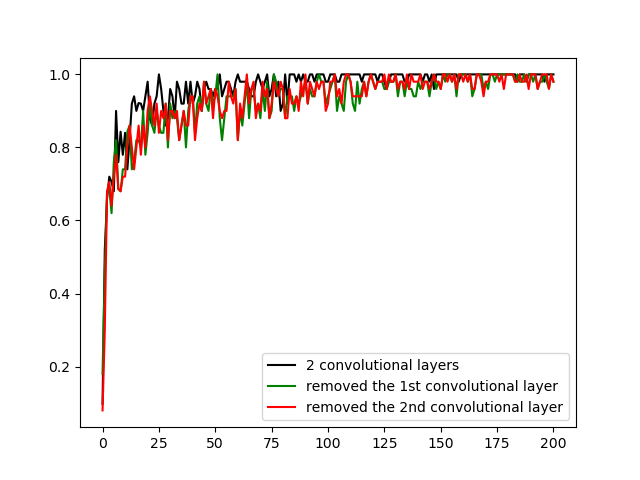 1.0
0.8
0.6
0.4
0.2
2 convolutional layers
removed the 1st convolutional layer
removed the 2nd convolutional layer
0 25 50 75 100 125 150 175 200